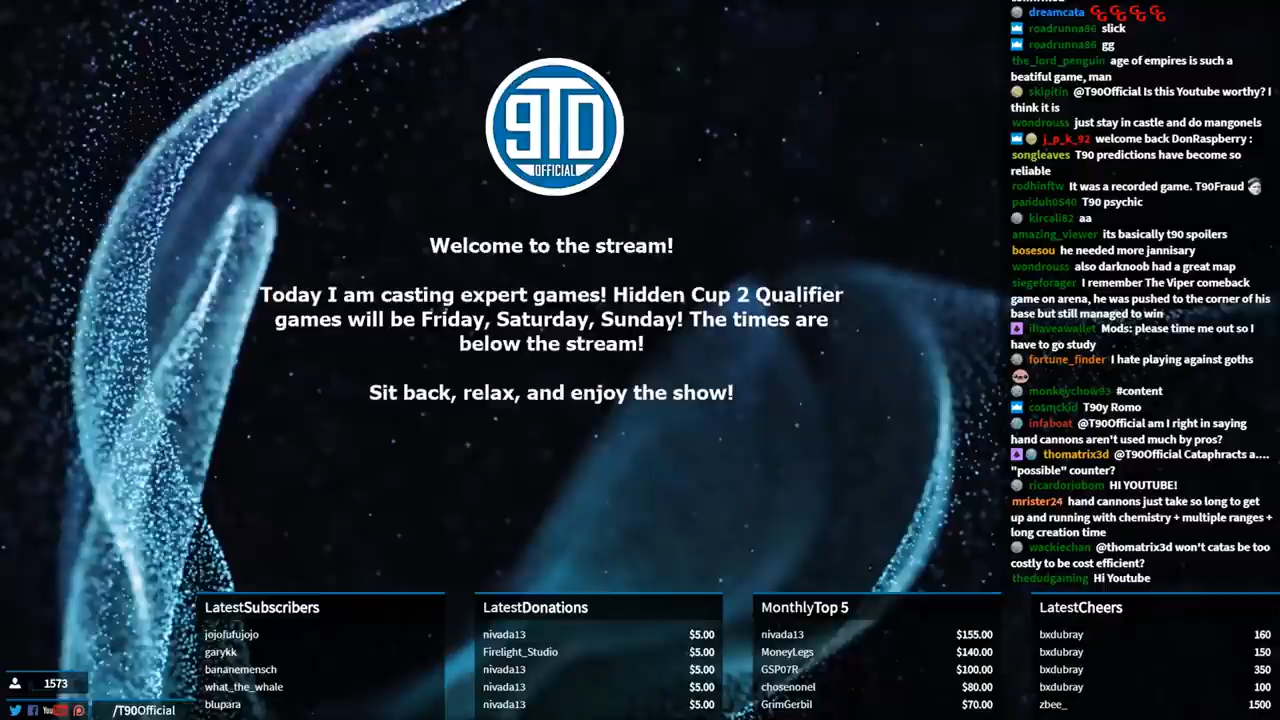 9TD
OFFICIAL
Welcome to the stream!
Today I am casting expert games! Hidden Cup 2 Qualifier
games will be Friday, Saturday, Sunday! The times are
below the stream!
Sit back, relax, and enjoy the show!
dreamcata
roadrunna86 slick
roadrunna86 gg
the_lord_penguin age of empires is such a
beatiful game, man
skipitin @T90Official Is this Youtube worthy? I
think it is
wondrouss just stay in castle and do mangonels
j_p_k_92 welcome back DonRaspberry :
songleaves T90 predictions have become so
reliable
rodhinftw It was a recorded game. T90Fraud
panduh0540 T90 psychic
kircali82 aa
amazing_viewer its basically t90 spoilers
bosesou he needed more jannisary
wondrouss also darknoob had a great map
siegeforager I remember The Viper comeback
game on arena, he was pushed to the corner of his
base but still managed to win
ihaveawallet Mods: please time me out so I
have to go study
fortune_finder I hate playing against goths
monkeychow93 #content
cosmckid T90y Romo
infaboat @T90Official am I right in saying
hand cannons aren't used much by pros?
thomatrix3d @T90Official Cataphracts a....
"possible" counter?
ricardorjobom HI YOUTUBE!
mrister24 hand cannons just take so long to get
up and running with chemistry + multiple ranges +
long creation time
wackiechan @thomatrix3d won't catas be too
costly to be cost efficient?
thedudgaming Hi Youtube
LatestSubscribers
jojofufujojo
garykk
bananemensch
what_the_whale
blupara
LatestDonations
nivada13 $5.00
Firelight_Studio $5.00
nivada13 $5.00
nivada13 $5.00
nivada13 $5.00
MonthlyTop 5
nivada13 $155.00
MoneyLegs $140.00
GSP07R $100.00
chosenonel $80.00
GrimGerbil $70.00
LatestCheers
bxdubray 160
bxdubray 150
bxdubray 350
bxdubray 100
zbee_ 1500
1573
/T90Official